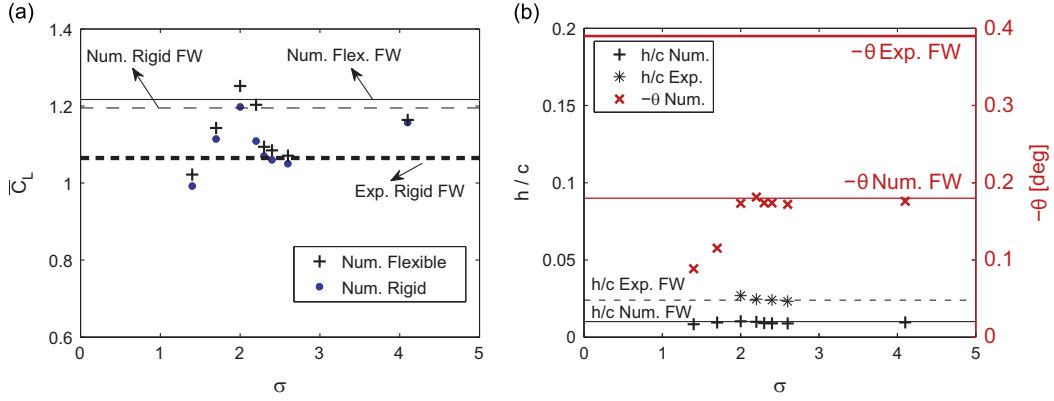 (a)
1.4
1.2
1
0.8
0.6
C̅_L
0 1 2 3 4 5
σ
Num. Rigid FW
Num. Flex. FW
Exp. Rigid FW
Num. Flexible
Num. Rigid
(b)
0.2
0.15
0.1
0.05
0
h / c
0 1 2 3 4 5
σ
h/c Num.
h/c Exp.
−θ Num.
−θ Exp. FW
−θ Num. FW
h/c Exp. FW
h/c Num. FW
0.4
0.3
0.2
0.1
0
−θ [deg]